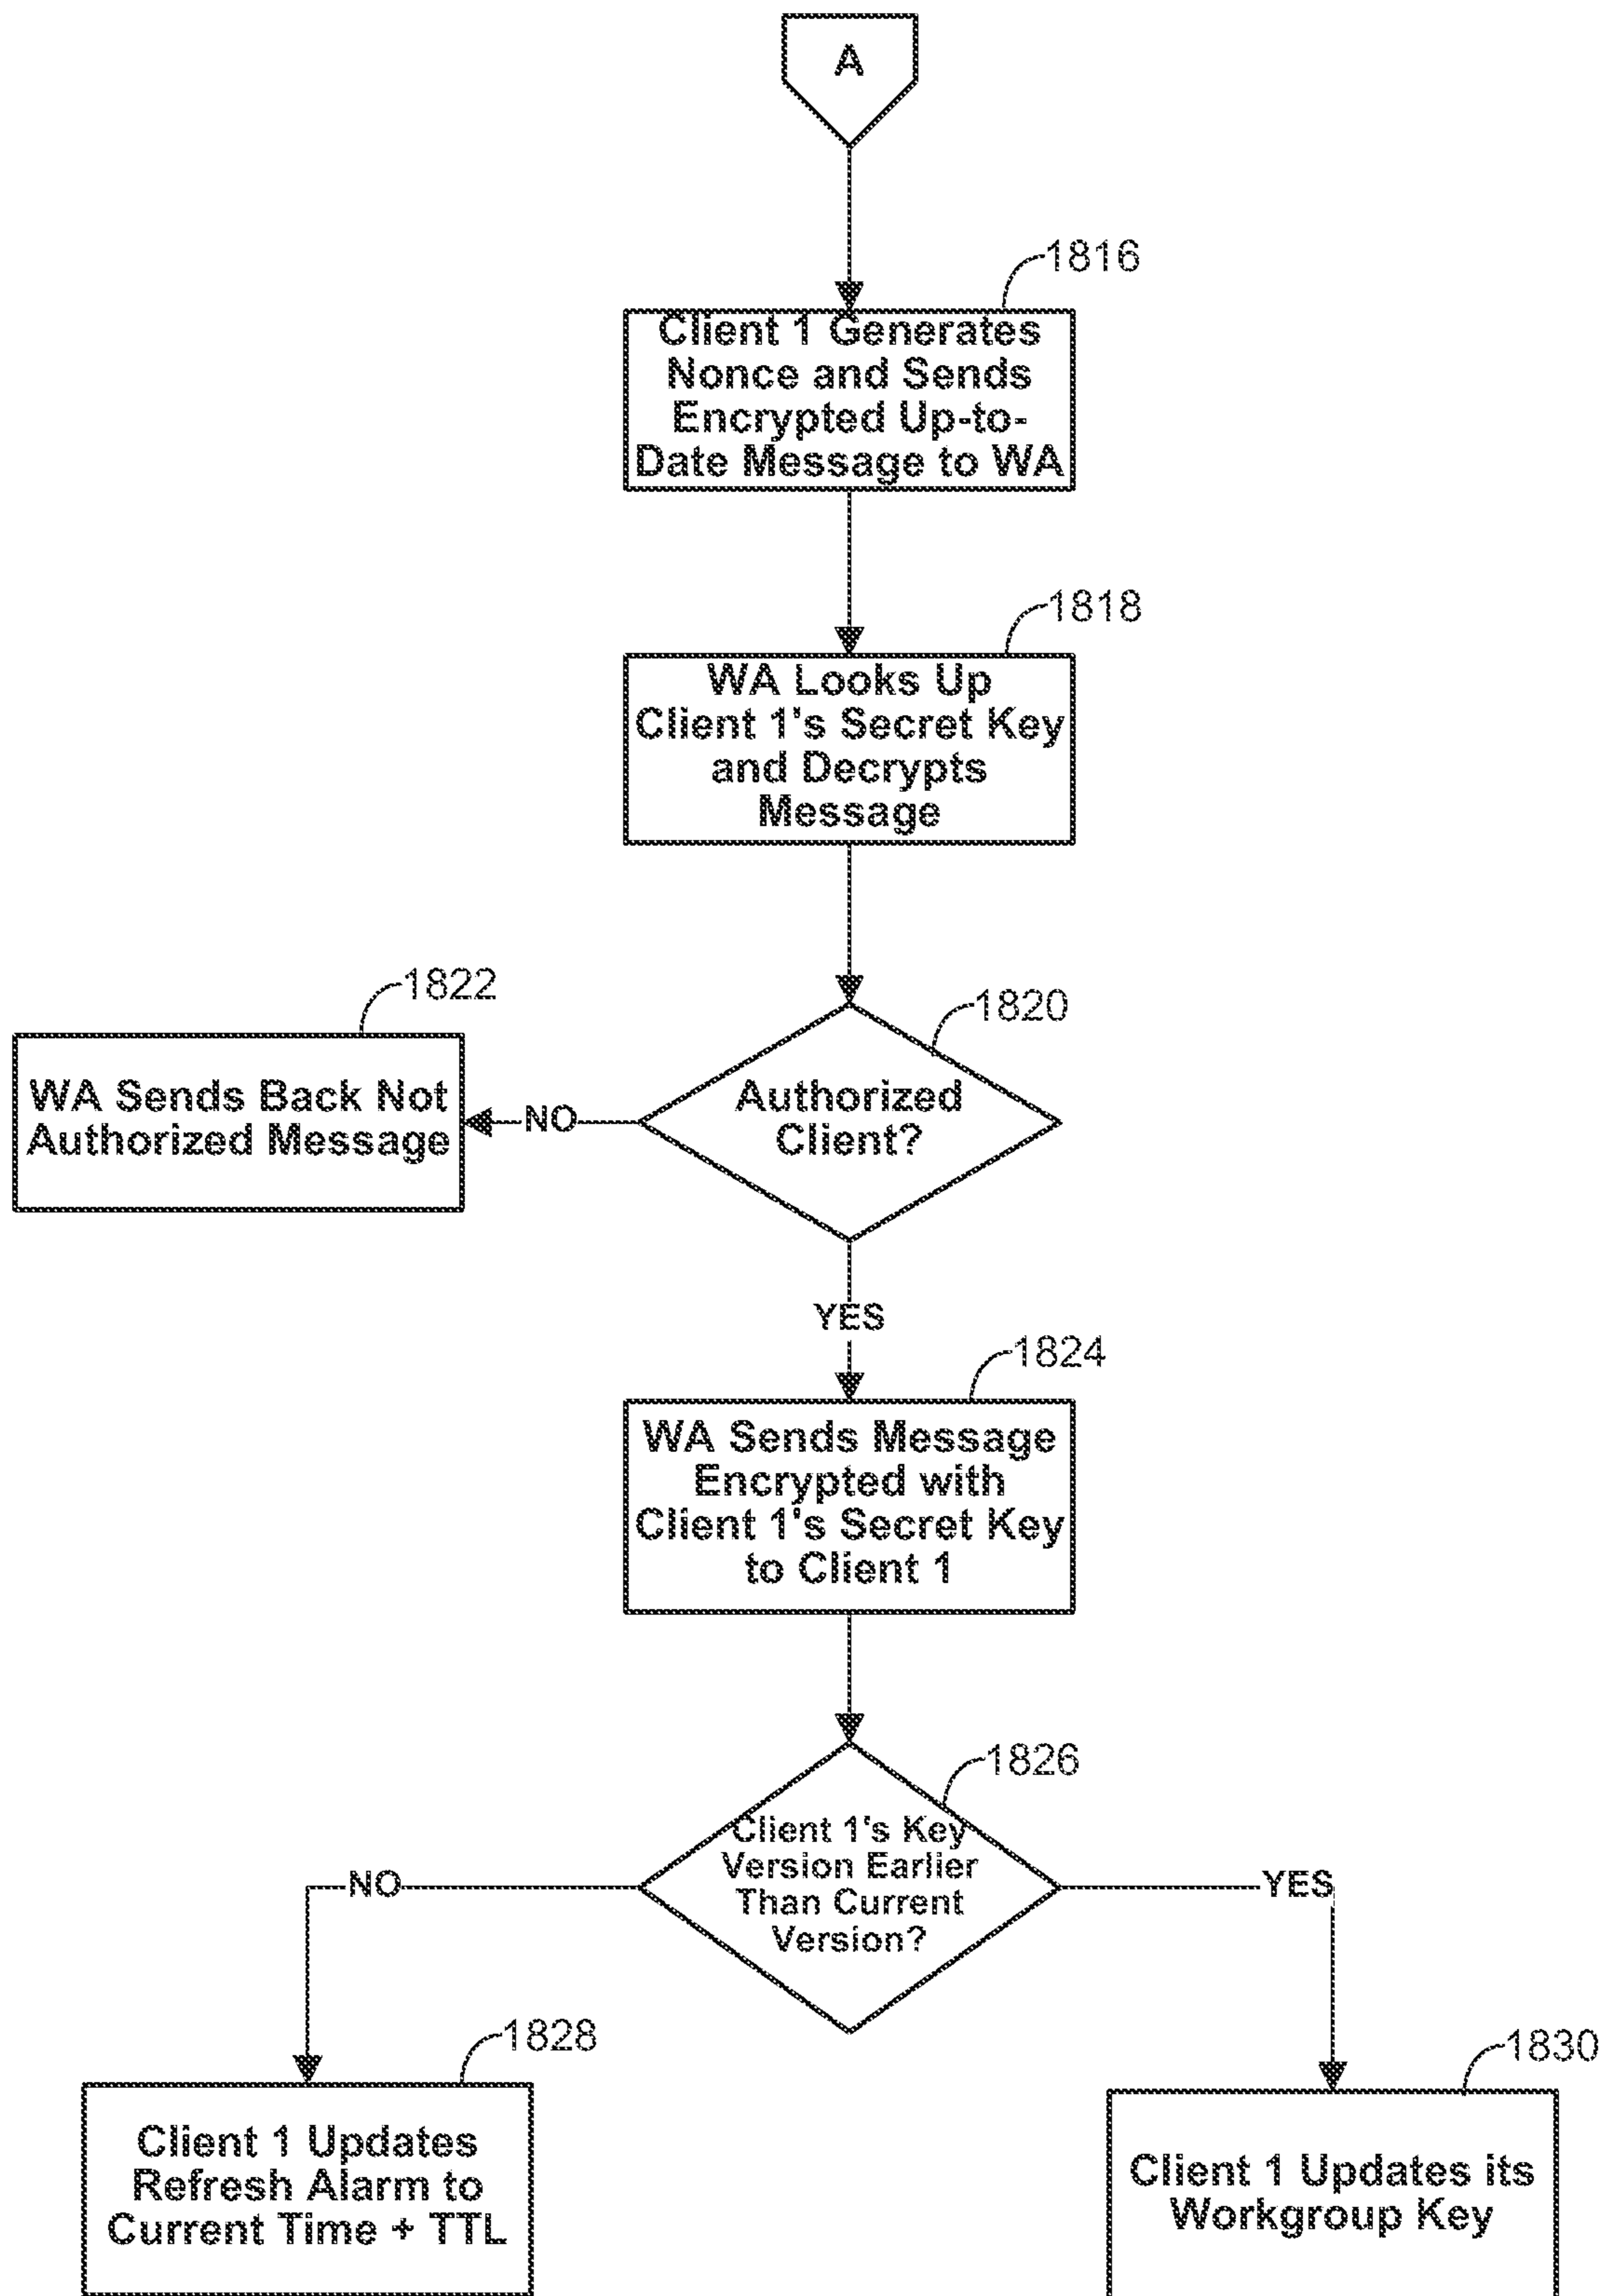 A
1816
Client 1 Generates
Nonce and Sends
Encrypted Up-to-
Date Message to WA
1818
WA Looks Up
Client 1's Secret Key
and Decrypts
Message
1822
1820
WA Sends Back Not
Authorized Message
NO
Authorized
Client?
YES
1824
WA Sends Message
Encrypted with
Client 1's Secret Key
to Client 1
1826
Client 1's Key
Version Earlier
Than Current
Version?
NO
YES
1828
1830
Client 1 Updates
Refresh Alarm to
Current Time + TTL
Client 1 Updates its
Workgroup Key